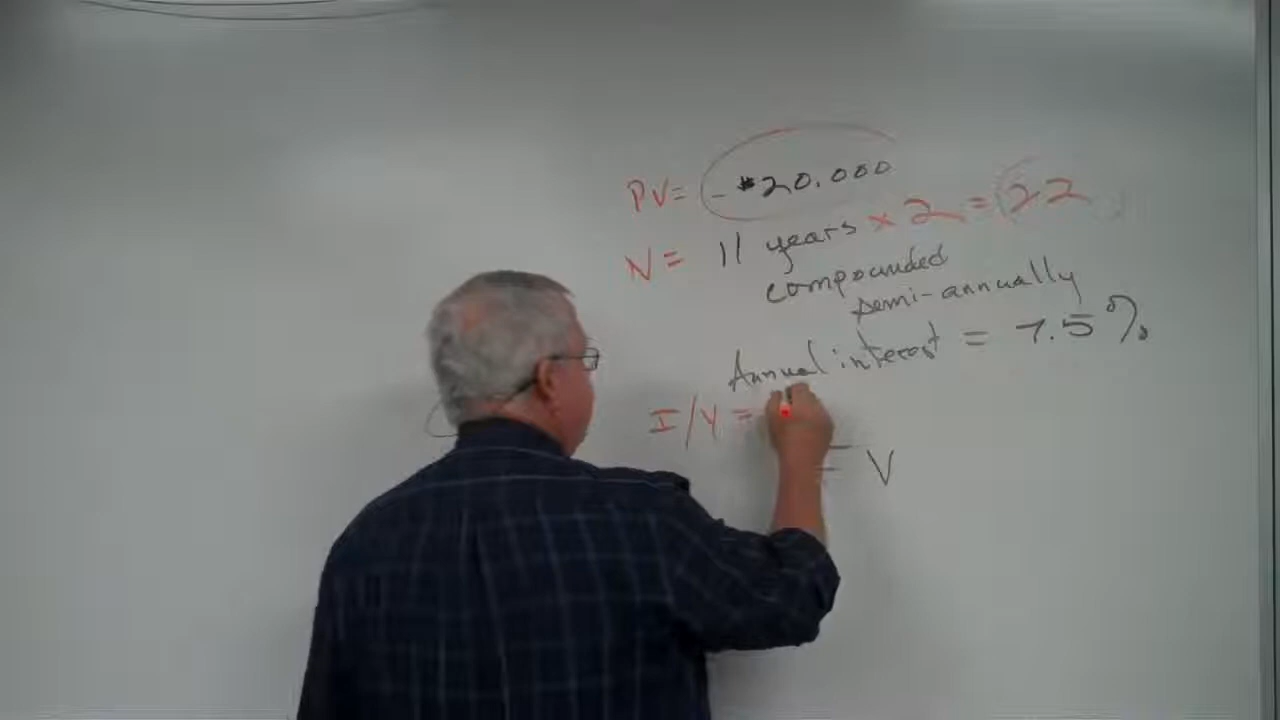 PV= - $20.000
N= 11 years x 2 = 22
compounded
semi-annually
Annual interest = 7.5%
I/Y =
V